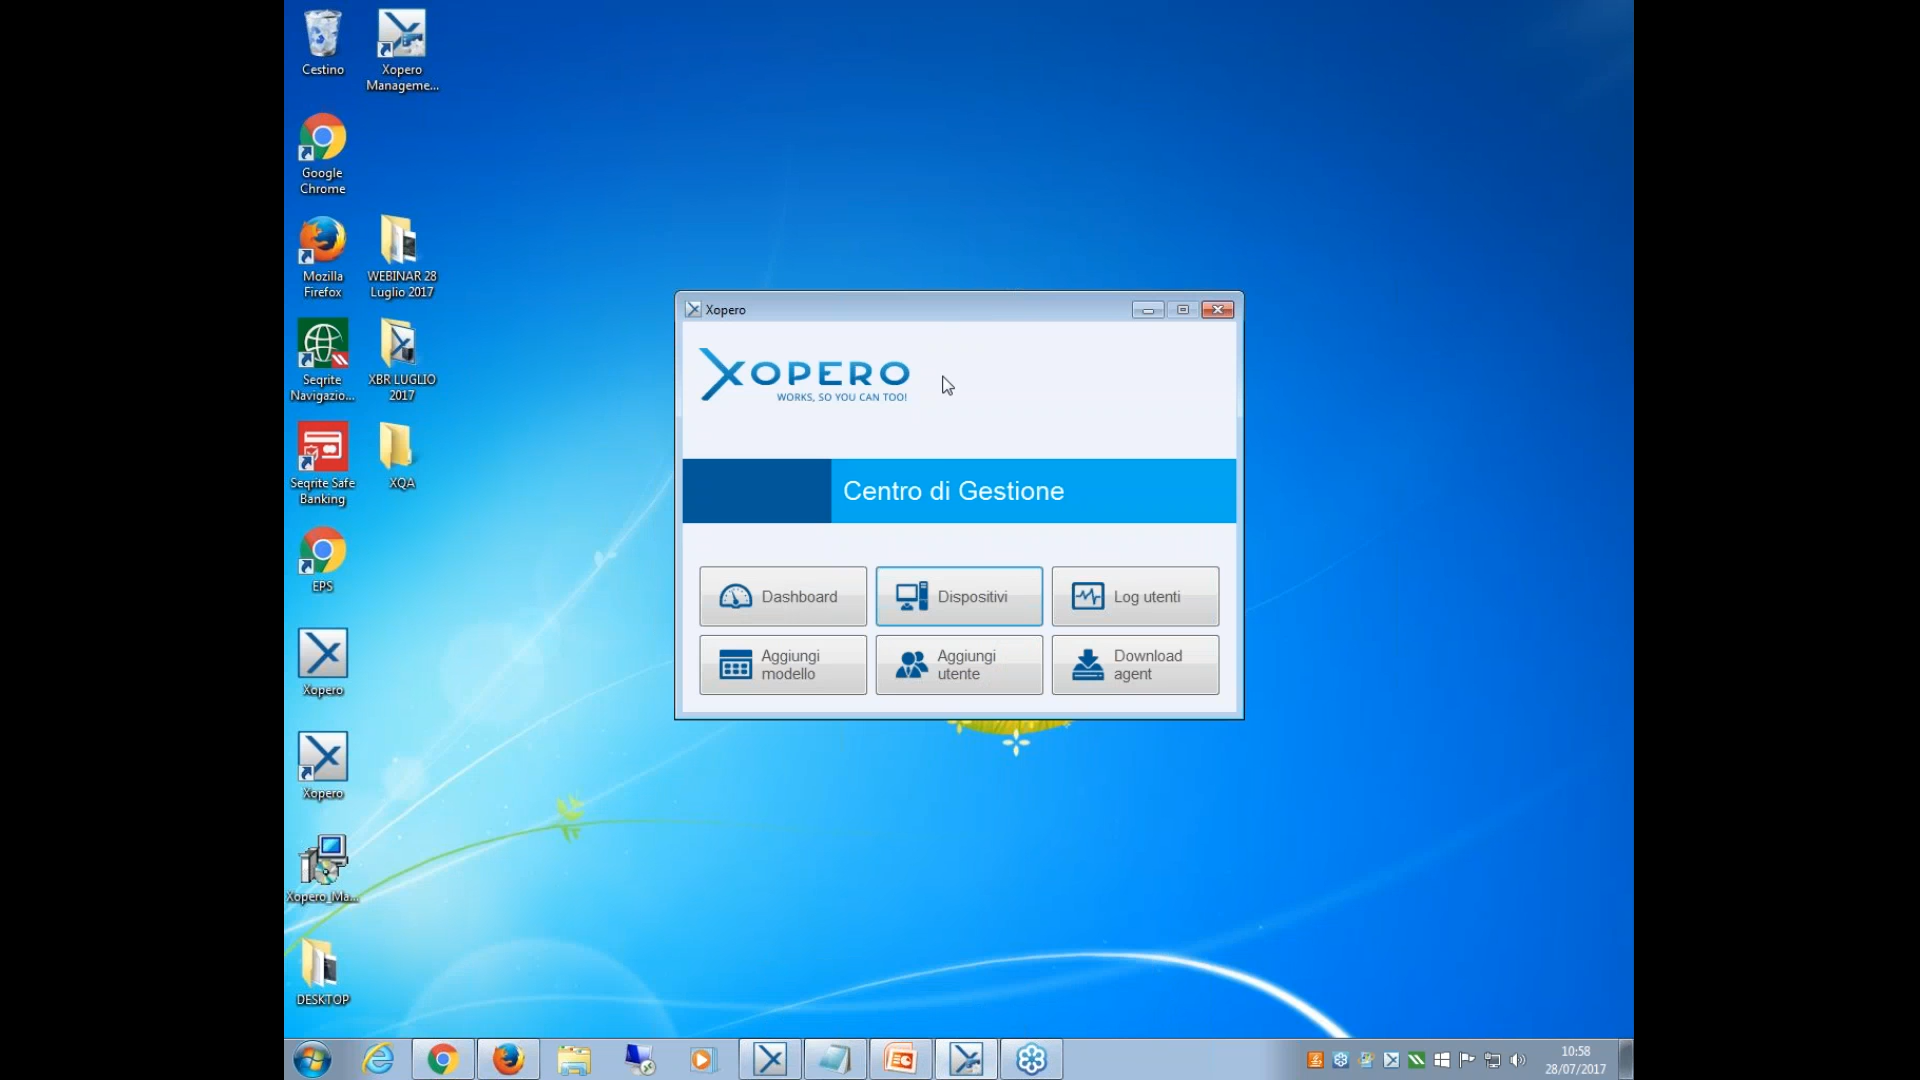 Cestino
Xopero
Manageme...
Google
Chrome
Mozilla
Firefox
WEBINAR 28
Luglio 2017
Seqrite
Navigazio...
XBR LUGLIO
2017
Seqrite Safe
Banking
XQA
EPS
Xopero
Xopero
Xopero_Ma...
DESKTOP
Xopero
XOPERO
WORKS, SO YOU CAN TOO!
Centro di Gestione
Dashboard
Dispositivi
Log utenti
Aggiungi
modello
Aggiungi
utente
Download
agent
10:58
28/07/2017